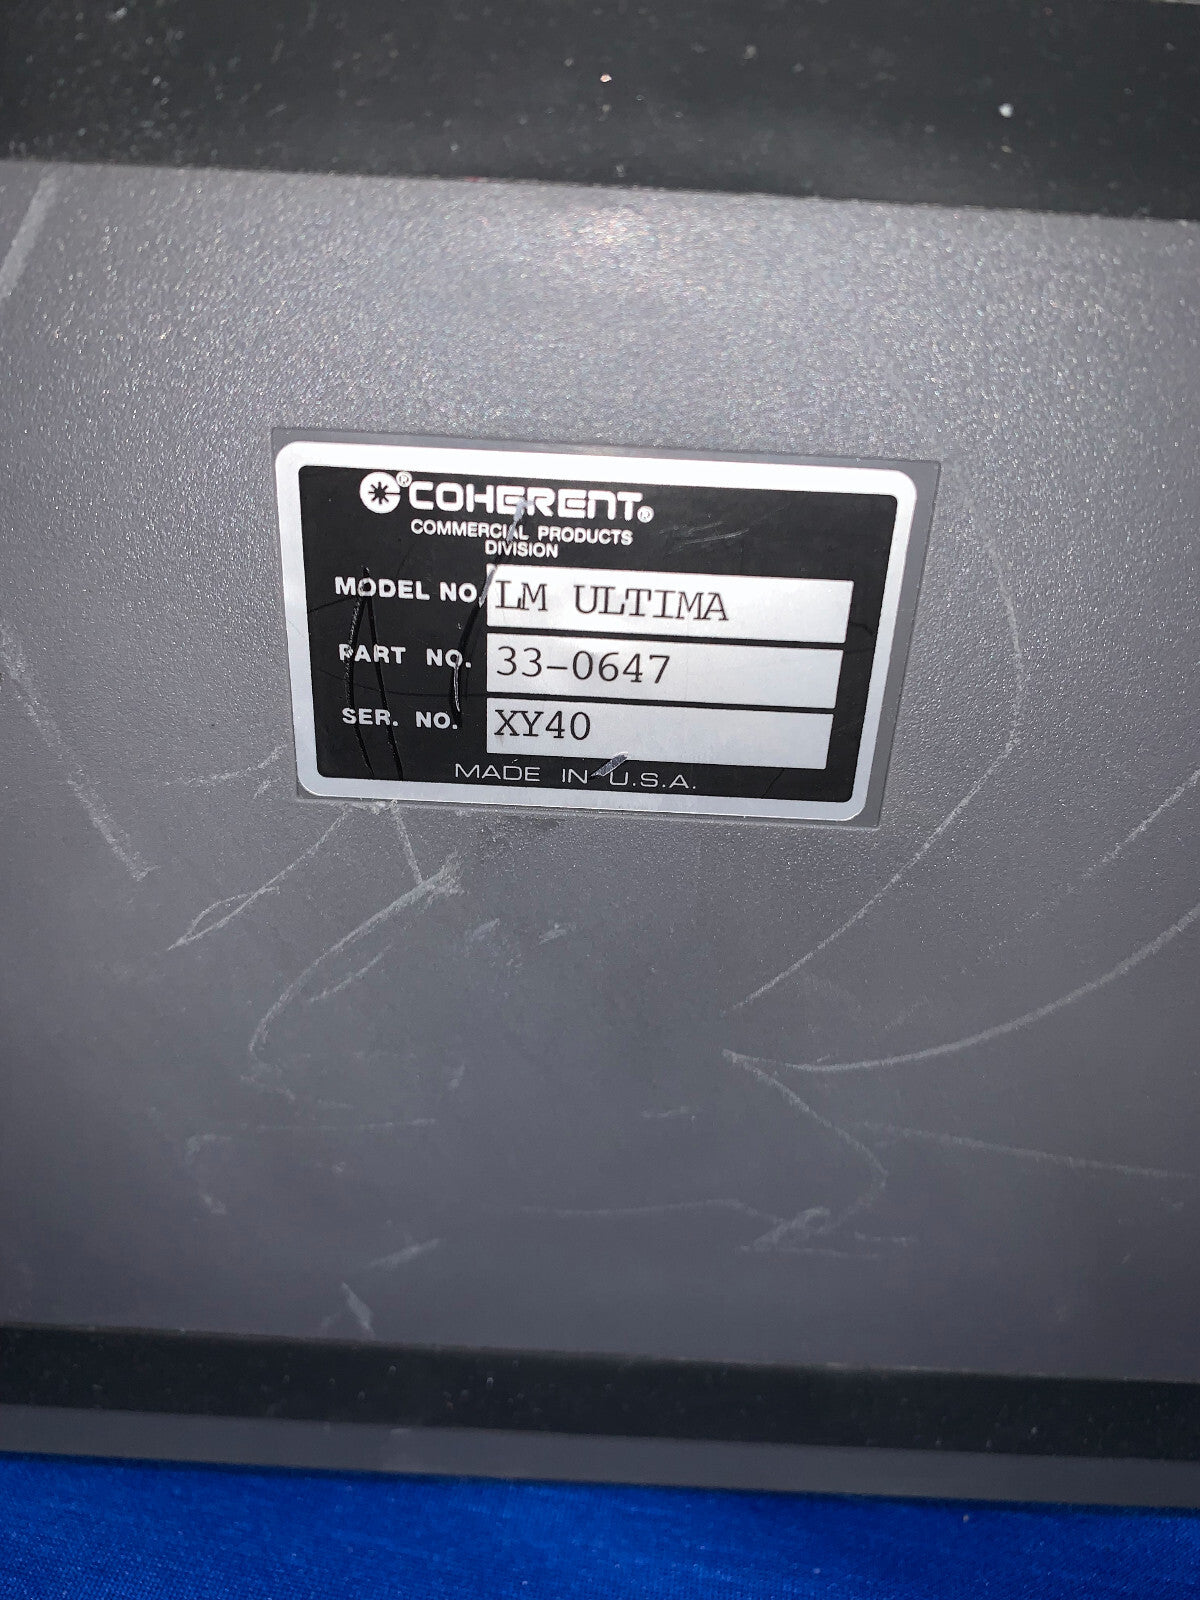 ®COHERENT®
COMMERCIAL PRODUCTS
DIVISION
MODEL NO. LM ULTIMA
PART NO. 33-0647
SER. NO. XY40
MADE IN U.S.A.